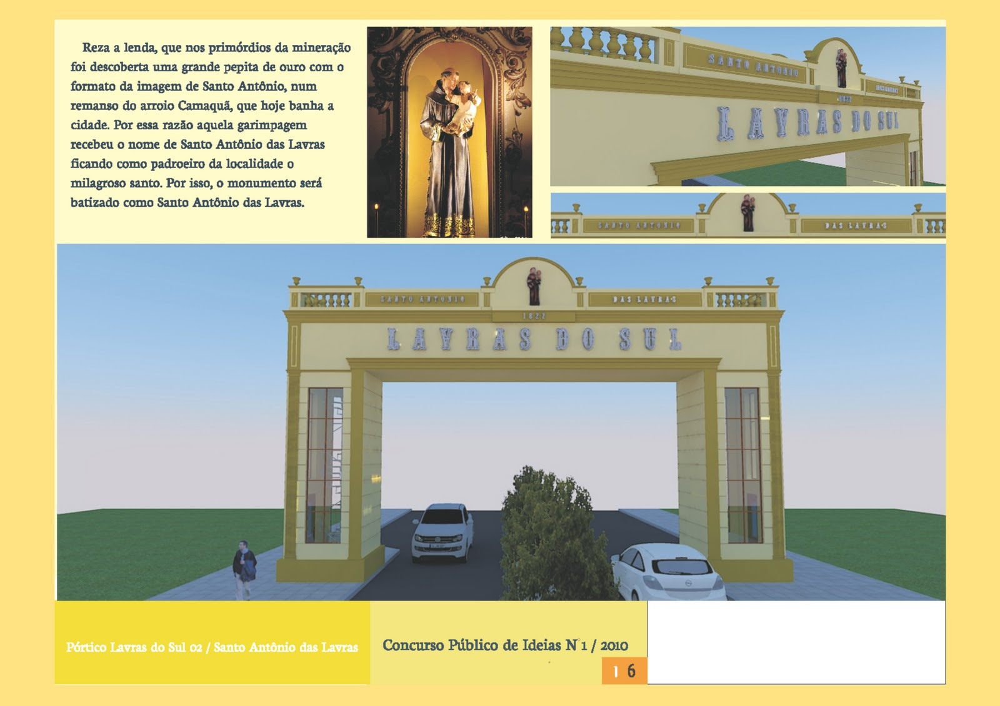 Reza a lenda, que nos primórdios da mineração
foi descoberta uma grande pepita de ouro com o
formato da imagem de Santo Antônio, num
remanso do arroio Camaquã, que hoje banha a
cidade. Por essa razão aquela garimpagem
recebeu o nome de Santo Antônio das Lavras
ficando como padroeiro da localidade o
milagroso santo. Por isso, o monumento será
batizado como Santo Antônio das Lavras.
SANTO ANTONIO
DAS LAVRAS
1822
LAVRAS DO SUL
SANTO ANTONIO
DAS LAVRAS
SANTO ANTONIO
DAS LAVRAS
1822
LAVRAS DO SUL
Pórtico Lavras do Sul 02 / Santo Antônio das Lavras
Concurso Público de Ideias N°1 / 2010
1 6